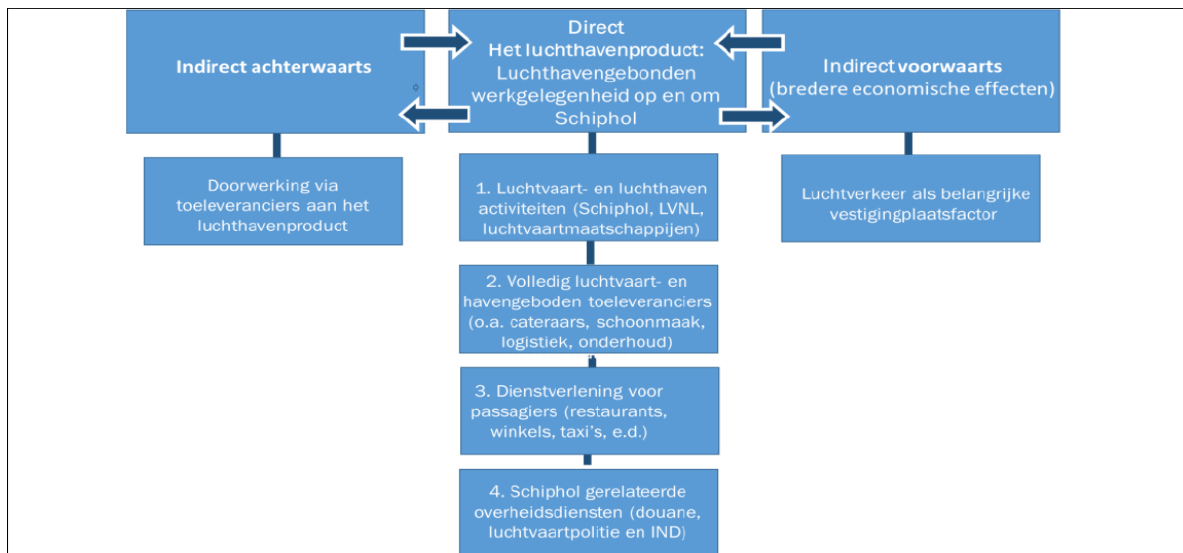 Indirect achterwaarts
Direct
Het luchthavenproduct:
Luchthavengebonden
werkgelegenheid op en om
Schiphol
Indirect voorwaarts
(bredere economische effecten)
Doorwerking via
toeleveranciers aan het
luchthavenproduct
1. Luchtvaart- en luchthaven
activiteiten (Schiphol, LVNL,
luchtvaartmaatschappijen)
Luchtverkeer als belangrijke
vestigingplaatsfactor
2. Volledig luchtvaart- en
havengeboden toeleveranciers
(o.a. cateraars, schoonmaak,
logistiek, onderhoud)
3. Dienstverlening voor
passagiers (restaurants,
winkels, taxi's, e.d.)
4. Schiphol gerelateerde
overheidsdiensten (douane,
luchtvaartpolitie en IND)